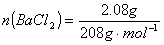 n(BaCl₂) = 2.08g / 208g·mol⁻¹